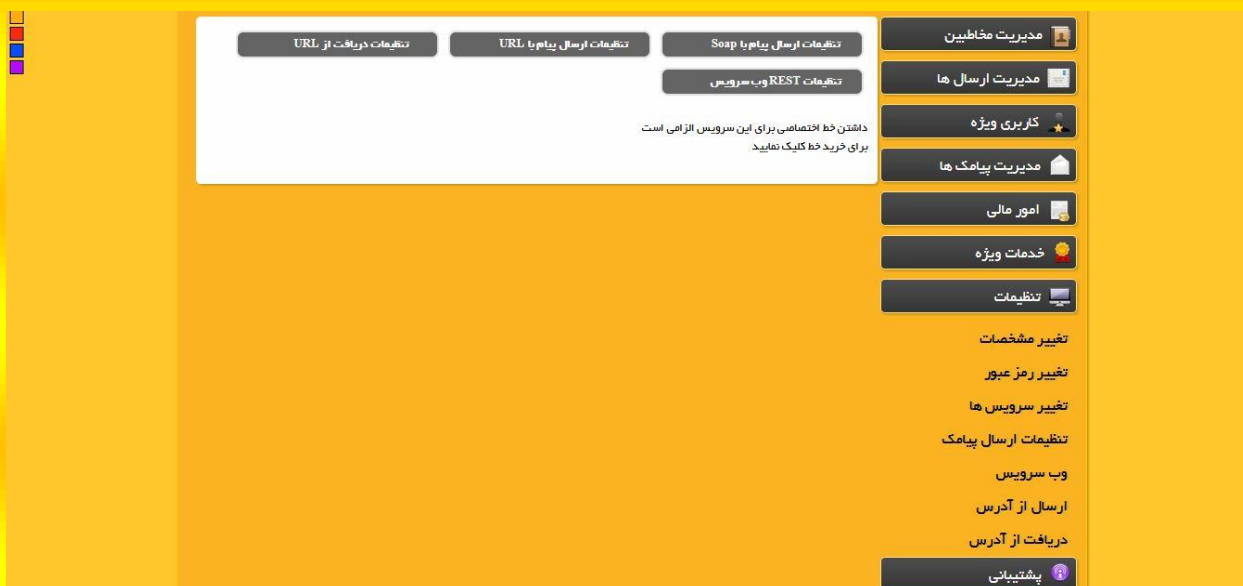 تنظیمات ارسال پیام با Soap
تنظیمات ارسال پیام با URL
تنظیمات دریافت از URL
تنظیمات REST وب سرویس
داشتن خط اختصاصی برای این سرویس الزامی است
برای خرید خط کلیک نمایید
مدیریت مخاطبین
مدیریت ارسال ها
کاربری ویژه
مدیریت پیامک ها
امور مالی
خدمات ویژه
تنظیمات
تغییر مشخصات
تغییر رمز عبور
تغییر سرویس ها
تنظیمات ارسال پیامک
وب سرویس
ارسال از آدرس
دریافت از آدرس
پشتیبانی